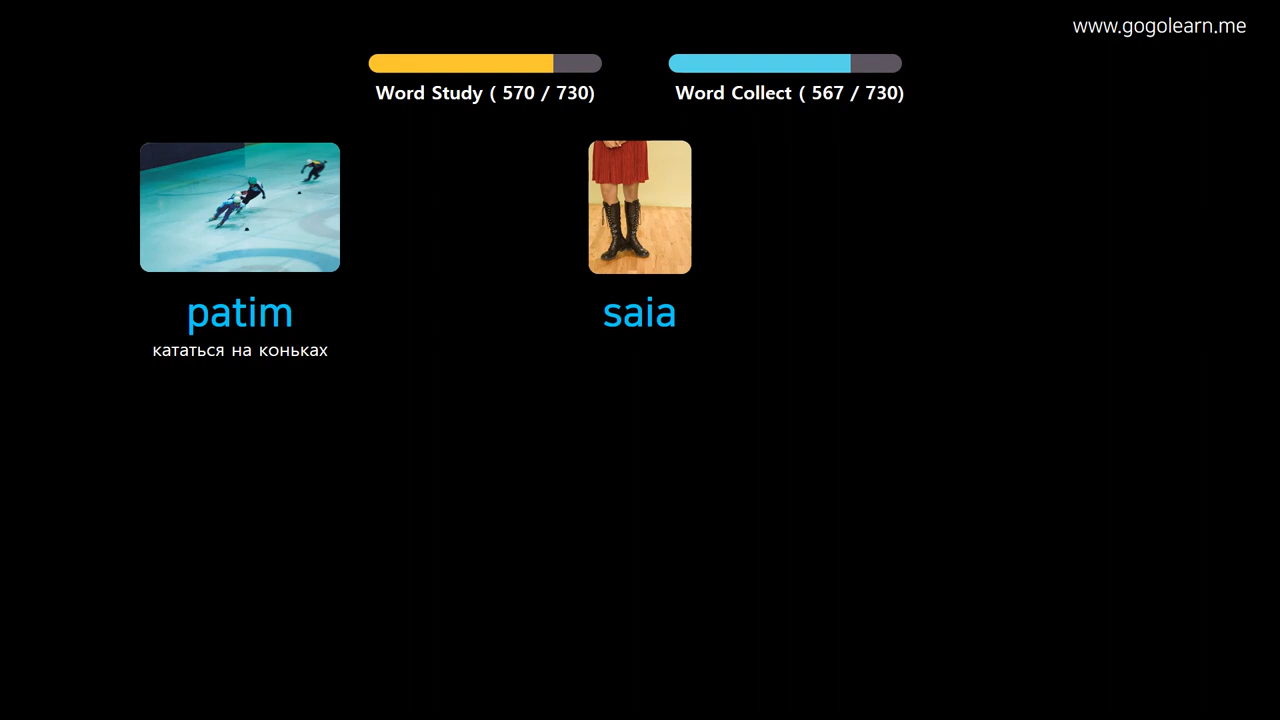 www.gogolearn.me
Word Study ( 570 / 730)
Word Collect ( 567 / 730)
patim
кататься на коньках
saia